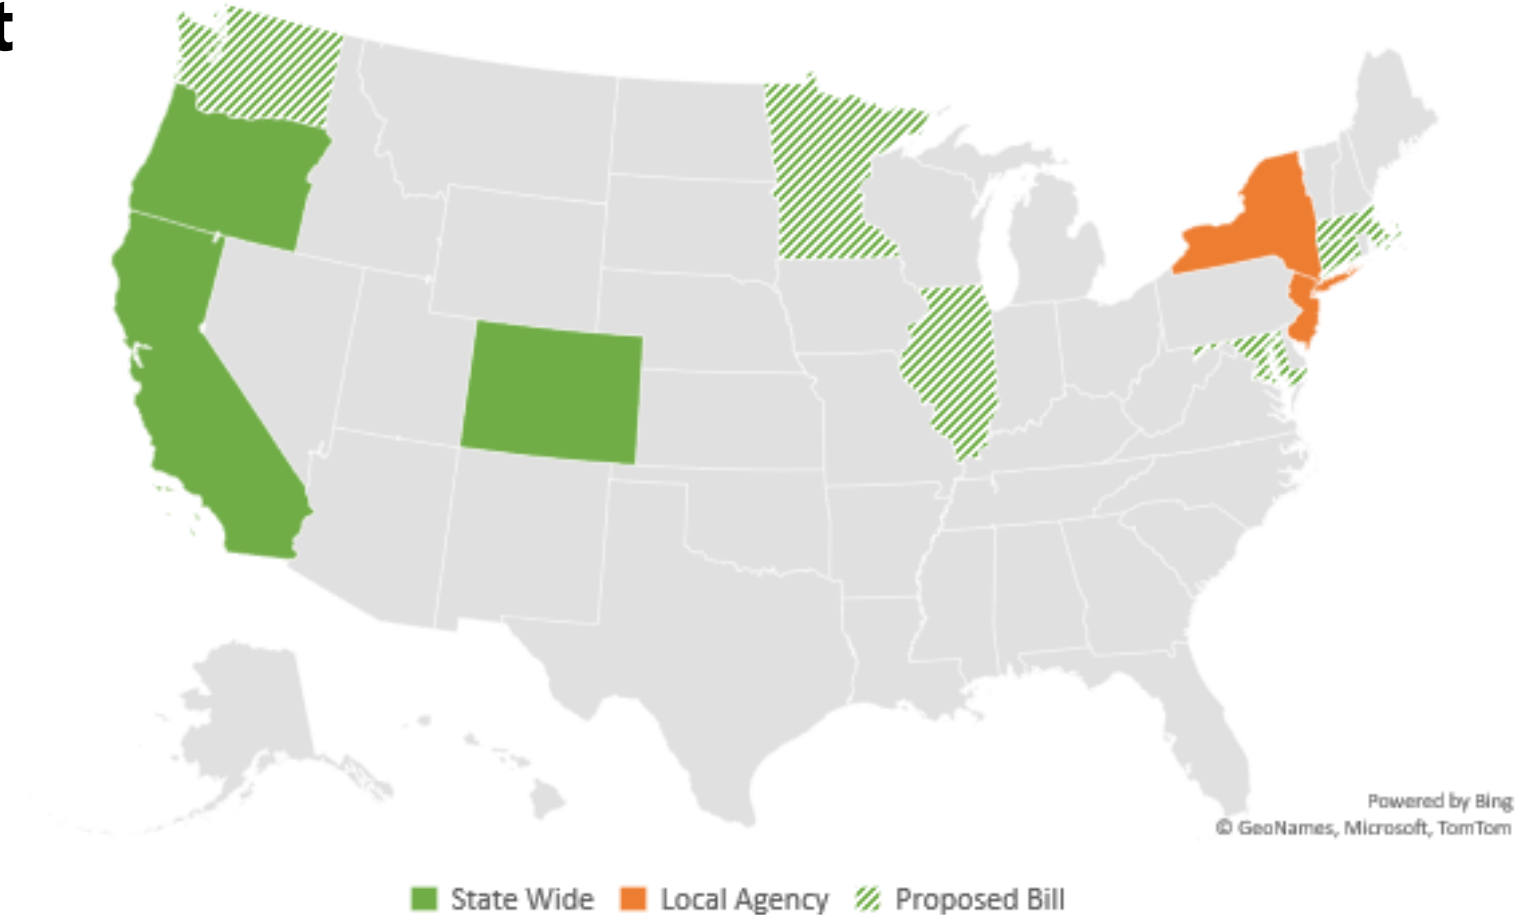 t
Powered by Bing
© GeoNames, Microsoft, TomTom
State Wide
Local Agency
Proposed Bill